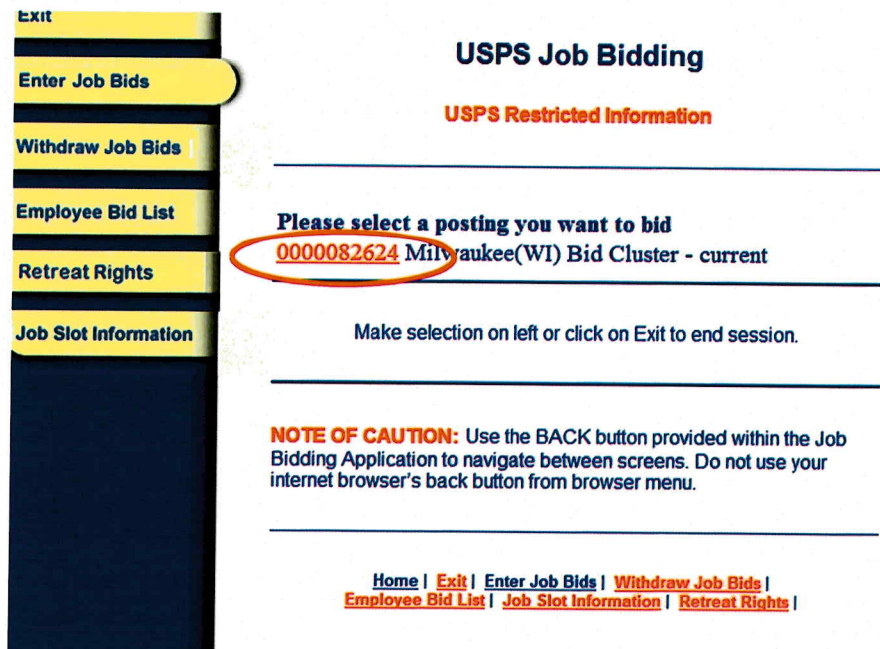 Exit
Enter Job Bids
Withdraw Job Bids
Employee Bid List
Retreat Rights
Job Slot Information
USPS Job Bidding
USPS Restricted Information
Please select a posting you want to bid
0000082624 Milwaukee(WI) Bid Cluster - current
Make selection on left or click on Exit to end session.
NOTE OF CAUTION: Use the BACK button provided within the Job
Bidding Application to navigate between screens. Do not use your
internet browser's back button from browser menu.
Home | Exit | Enter Job Bids | Withdraw Job Bids |
Employee Bid List | Job Slot Information | Retreat Rights |